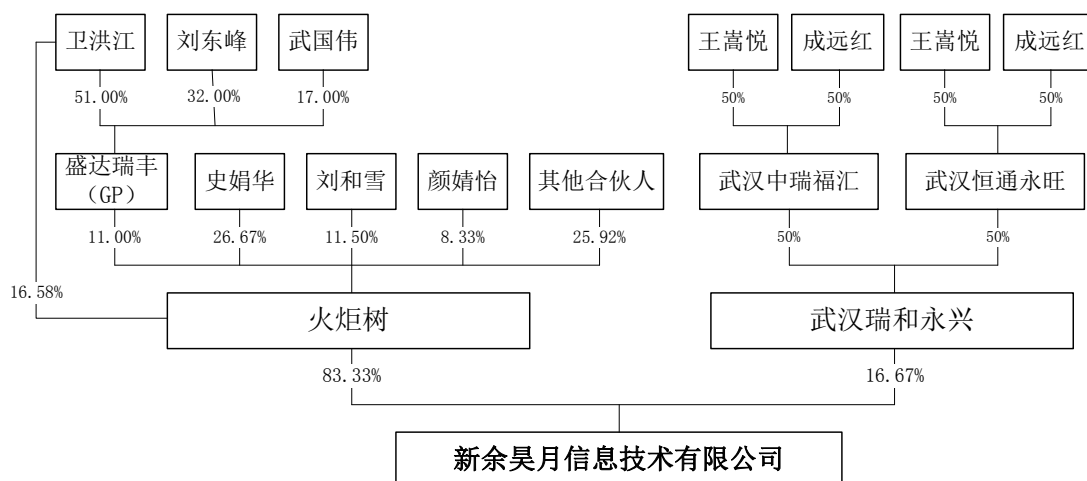 卫洪江
刘东峰
武国伟
王嵩悦
成远红
王嵩悦
成远红
51.00%
32.00%
17.00%
50%
50%
50%
50%
盛达瑞丰
（GP）
史娟华
刘和雪
颜婧怡
其他合伙人
武汉中瑞福汇
武汉恒通永旺
11.00%
26.67%
11.50%
8.33%
25.92%
50%
50%
16.58%
火炬树
武汉瑞和永兴
83.33%
16.67%
新余昊月信息技术有限公司